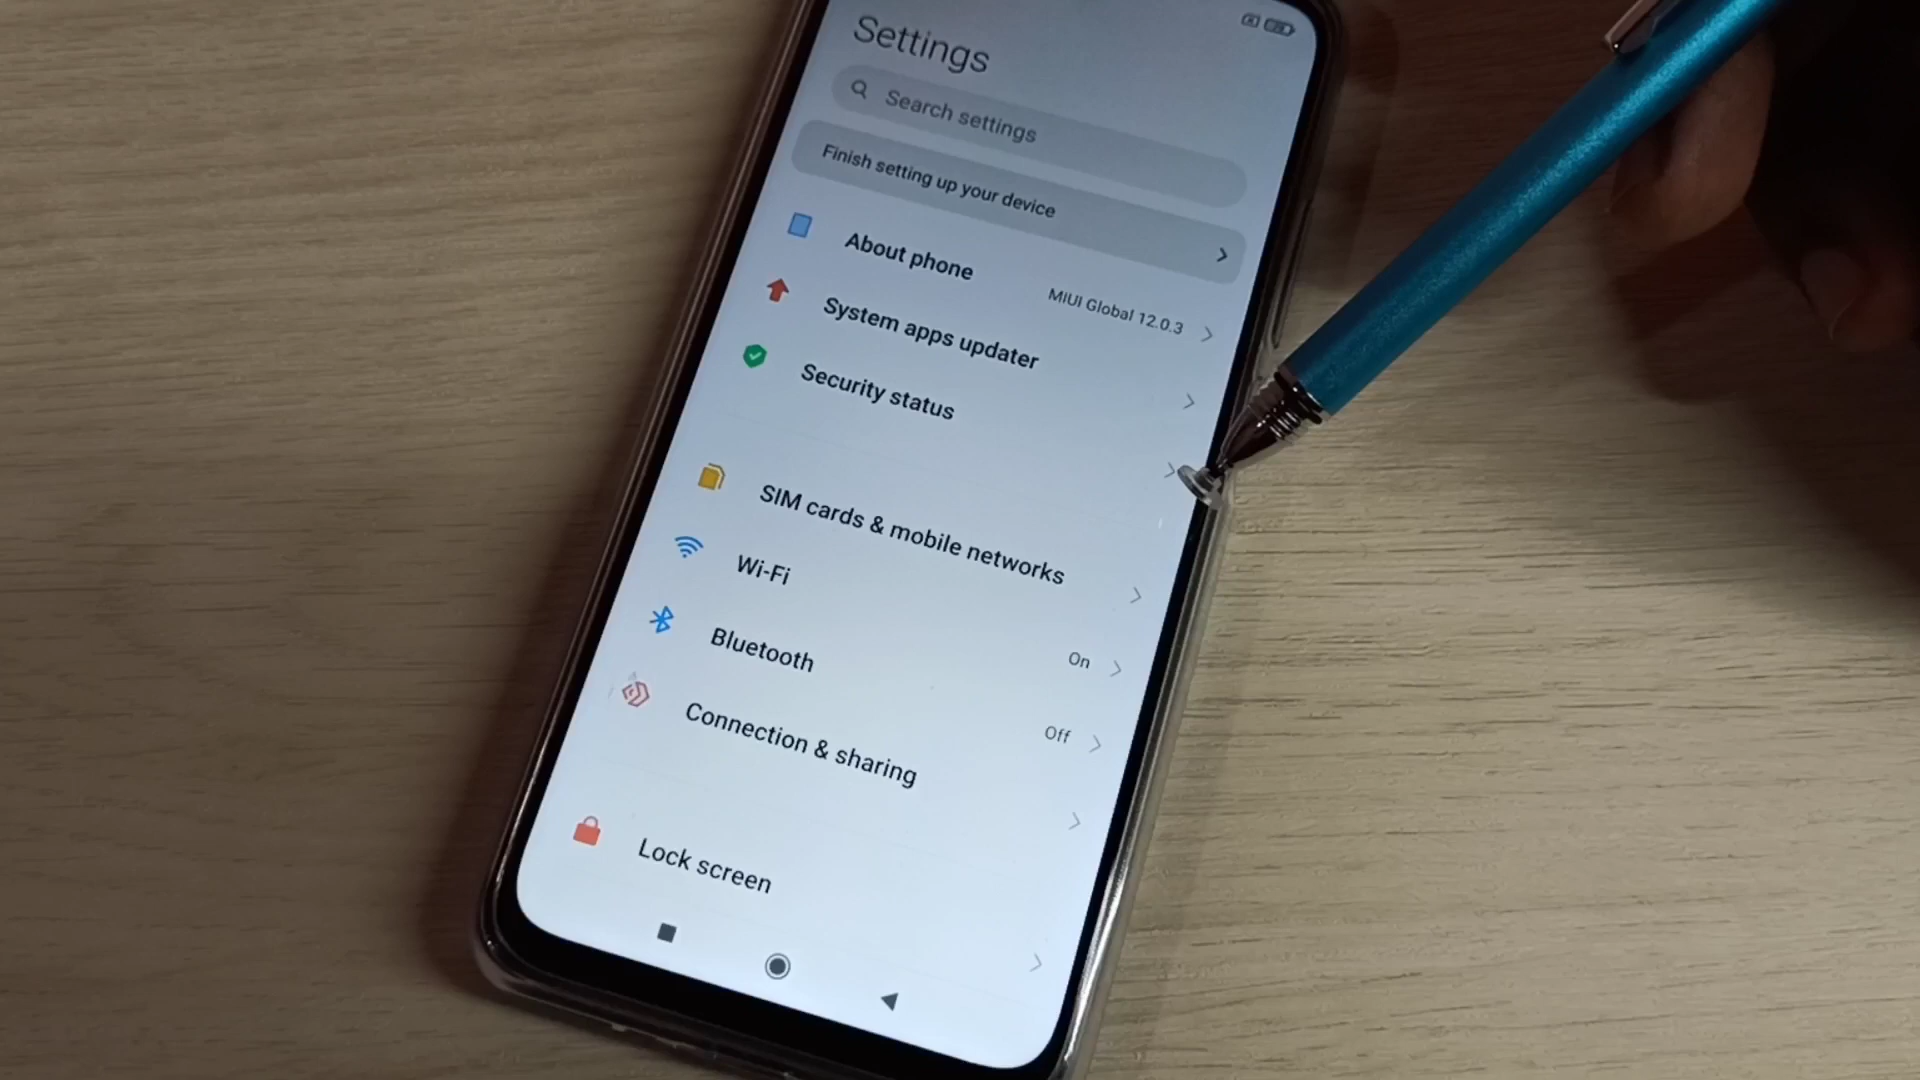 Settings
Search settings
Finish setting up your device
About phone
MIUI Global 12.0.3
System apps updater
Security status
SIM cards & mobile networks
Wi-Fi
On
Bluetooth
Off
Connection & sharing
Lock screen